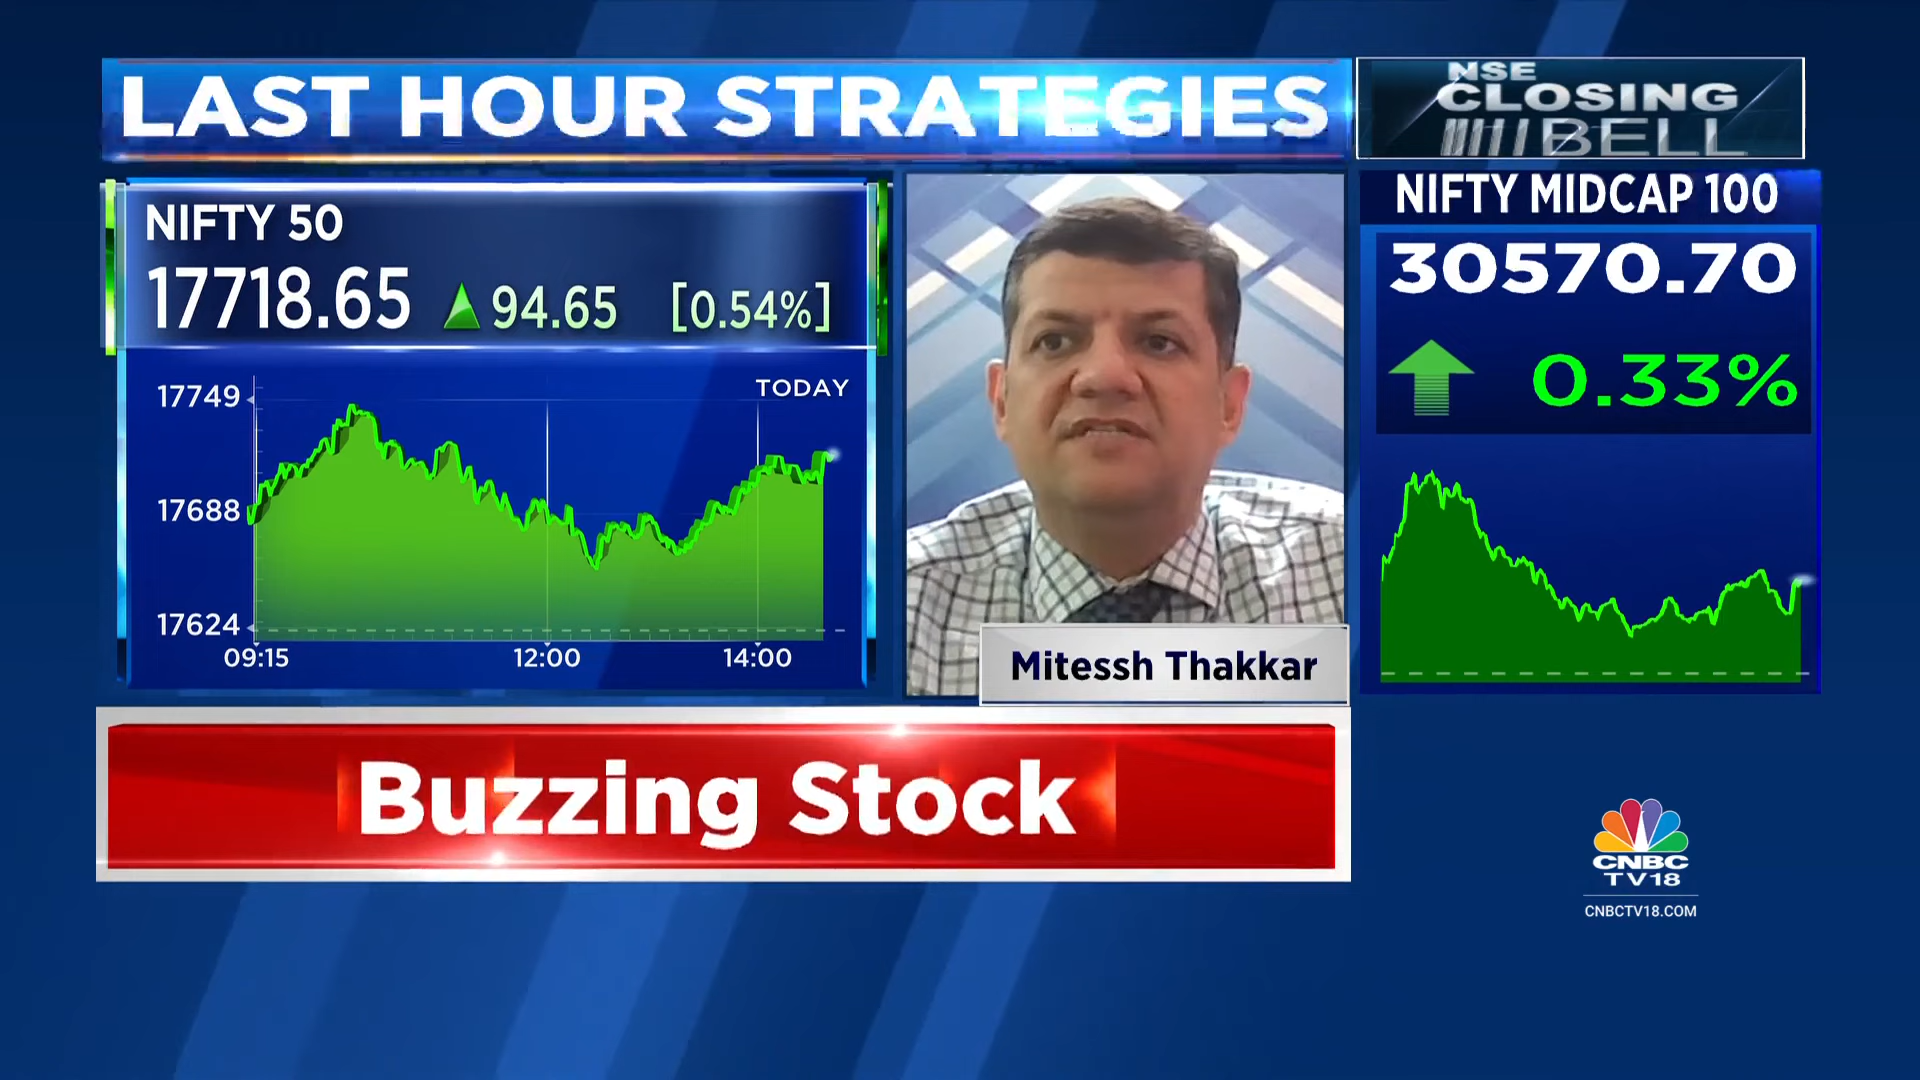 LAST HOUR STRATEGIES
NSE
CLOSING
BELL
NIFTY 50
17718.65 ▲ 94.65 [0.54%]
TODAY
17749
17688
17624
09:15 12:00 14:00
Mitessh Thakkar
NIFTY MIDCAP 100
30570.70
0.33%
Buzzing Stock
CNBC
TV18
CNBCTV18.COM